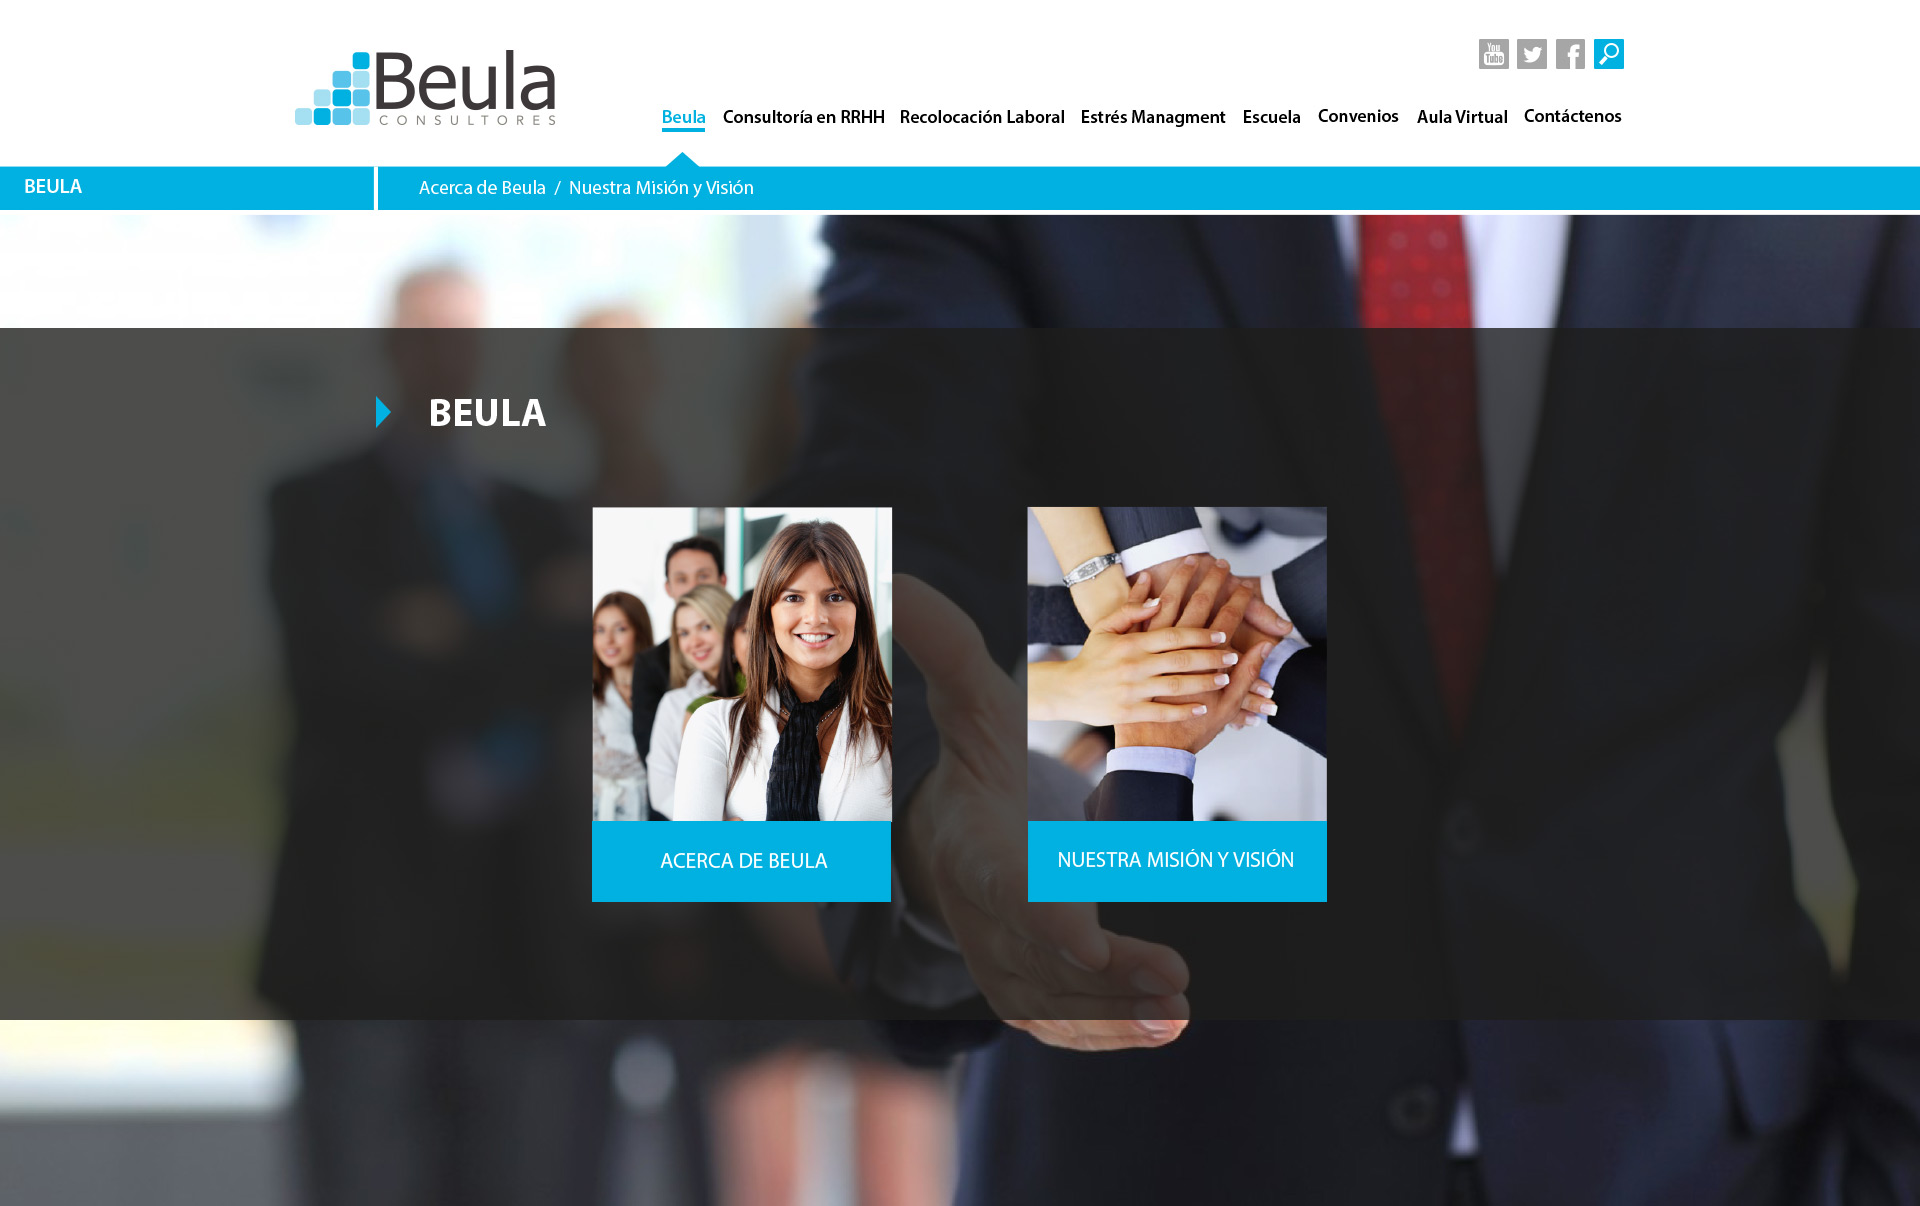 You
Tube
Beula
CONSULTORES
Beula Consultoría en RRHH Recolocación Laboral Estrés Managment Escuela Convenios Aula Virtual Contáctenos
BEULA
Acerca de Beula / Nuestra Misión y Visión
BEULA
ACERCA DE BEULA
NUESTRA MISIÓN Y VISIÓN